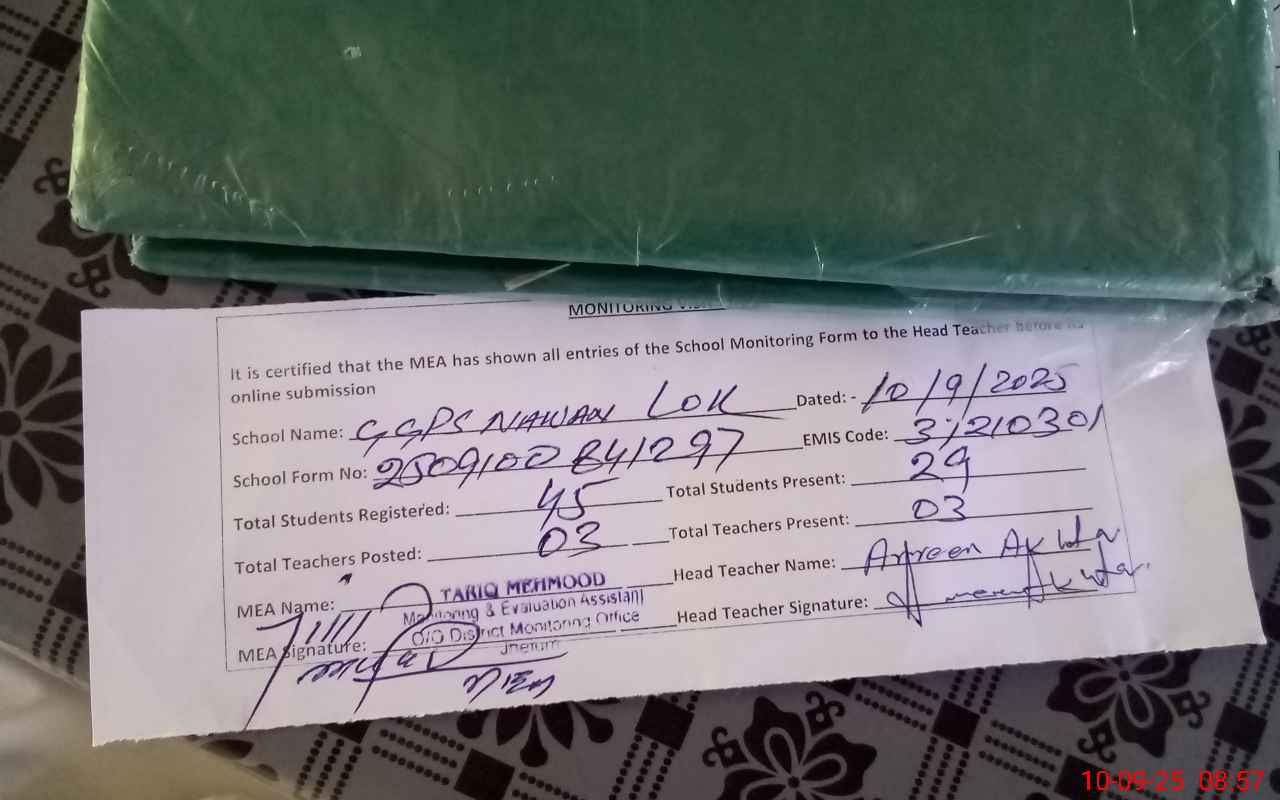 MONITORING
It is certified that the MEA has shown all entries of the School Monitoring Form to the Head Teacher before its
online submission
School Name: GGPS NAWAN LOK Dated: - 10/9/2025
School Form No: 2509100841297 EMIS Code: 37210301
Total Students Registered: 45 Total Students Present: 29
Total Teachers Posted: 03 Total Teachers Present: 03
MEA Name: TARIQ MEHMOOD Head Teacher Name: Akhtar
Monitoring & Evaluation Assistant
O/O District Monitoring Office
Jhelum
MEA Signature: Head Teacher Signature:
10-09-25 08:57